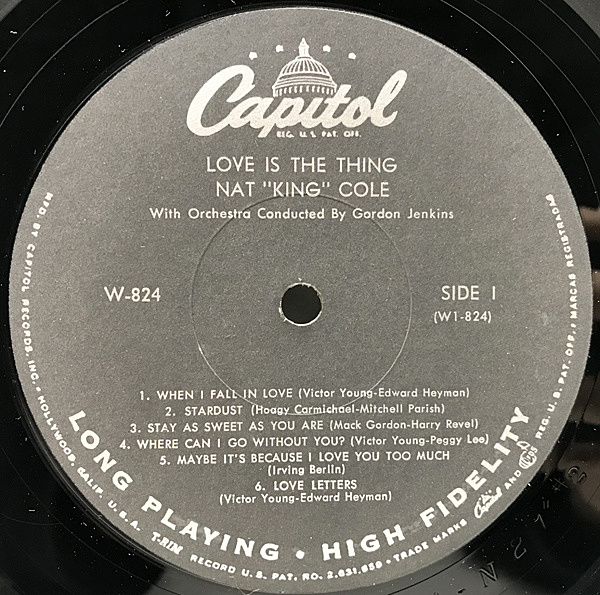 Capitol
REG. U.S. PAT. OFF.
LOVE IS THE THING
NAT "KING" COLE
With Orchestra Conducted By Gordon Jenkins
W-824
SIDE 1
(W1-824)
1. WHEN I FALL IN LOVE (Victor Young-Edward Heyman)
2. STARDUST (Hoagy Carmichael-Mitchell Parish)
3. STAY AS SWEET AS YOU ARE (Mack Gordon-Harry Revel)
4. WHERE CAN I GO WITHOUT YOU? (Victor Young-Peggy Lee)
5. MAYBE IT'S BECAUSE I LOVE YOU TOO MUCH
(Irving Berlin)
6. LOVE LETTERS
(Victor Young-Edward Heyman)
LONG PLAYING • HIGH FIDELITY
MFD. BY CAPITOL RECORDS, INC. • HOLLYWOOD, CALIF. U.S.A. T-RIM RECORD U.S. PAT. NO. 2,631,859 • TRADE MARKS Capitol AND REG. U.S. PAT. OFF., MARCAS REGISTRADAS